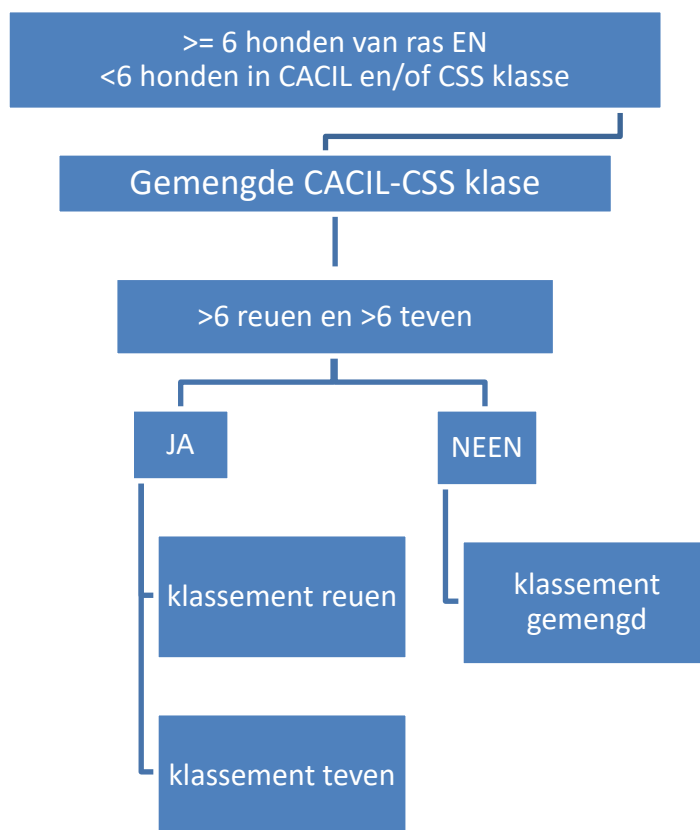 >= 6 honden van ras EN
<6 honden in CACIL en/of CSS klasse
Gemengde CACIL-CSS klase
>6 reuen en >6 teven
JA
NEEN
klassement reuen
klassement
gemengd
klassement teven